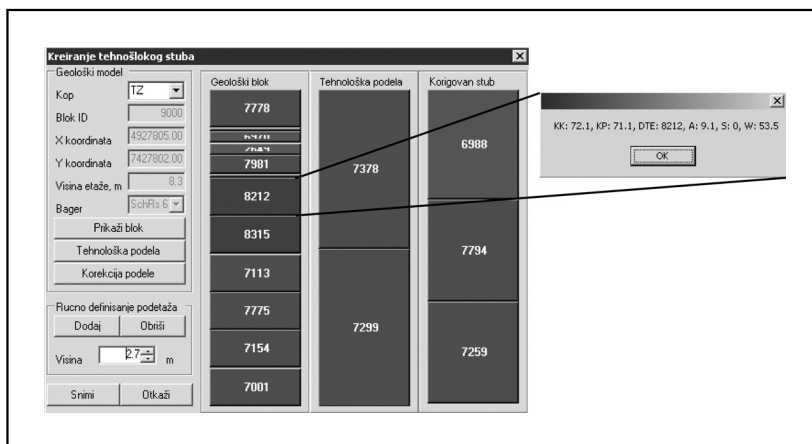 Kreiranje tehnošlokog stuba
Geološki model
Kop TZ
Blok ID 9000
X koordinata 4927805.00
Y koordinata 7427802.00
Visina etaže, m 8.3
Bager SchRs 6
Prikaži blok
Tehnološka podela
Korekcija podele
Rucno definisanje podetaža
Dodaj Obriši
Visina 2.7 m
Snimi Otkaži
Geološki blok
7778
7981
8212
8315
7113
7775
7154
7001
Tehnološka podela
7378
7299
Korigovan stub
6988
7794
7259
KK: 72.1, KP: 71.1, DTE: 8212, A: 9.1, S: 0, W: 53.5
OK